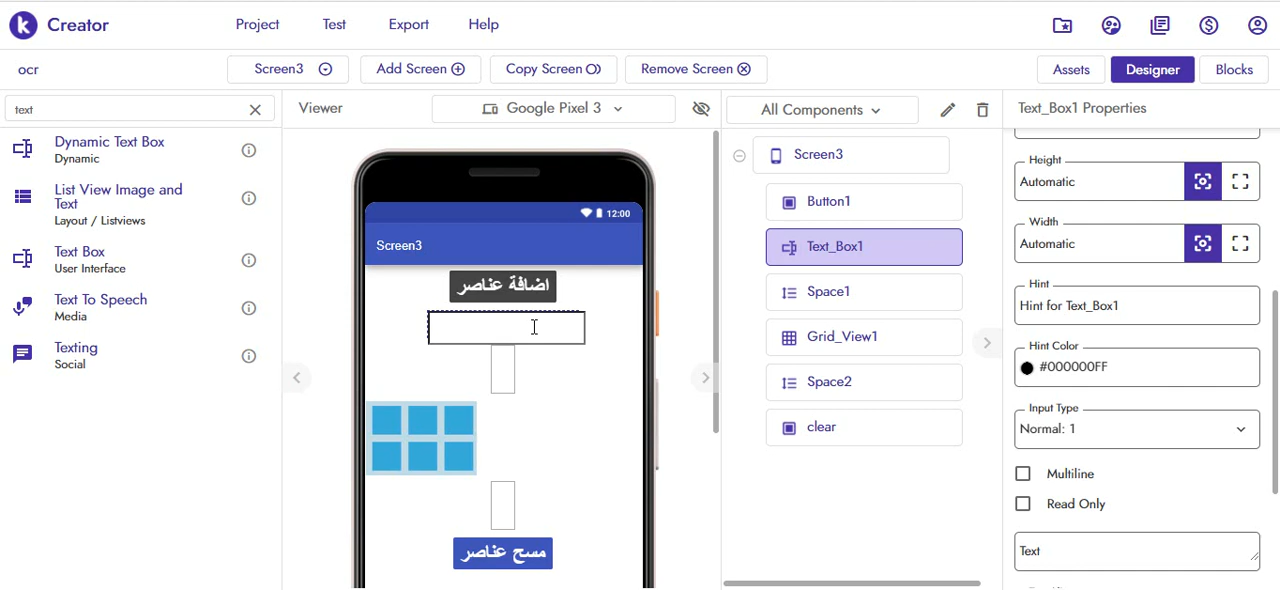 Creator
Project
Test
Export
Help
ocr
Screen3
Add Screen
Copy Screen
Remove Screen
Assets
Designer
Blocks
text
Viewer
Google Pixel 3
All Components
Text_Box1 Properties
Dynamic Text Box
Dynamic
List View Image and
Text
Layout / Listviews
Text Box
User Interface
Text To Speech
Media
Texting
Social
12:00
Screen3
اضافة عناصر
مسح عناصر
Screen3
Button1
Text_Box1
Space1
Grid_View1
Space2
clear
Height
Automatic
Width
Automatic
Hint
Hint for Text_Box1
Hint Color
#000000FF
Input Type
Normal: 1
Multiline
Read Only
Text